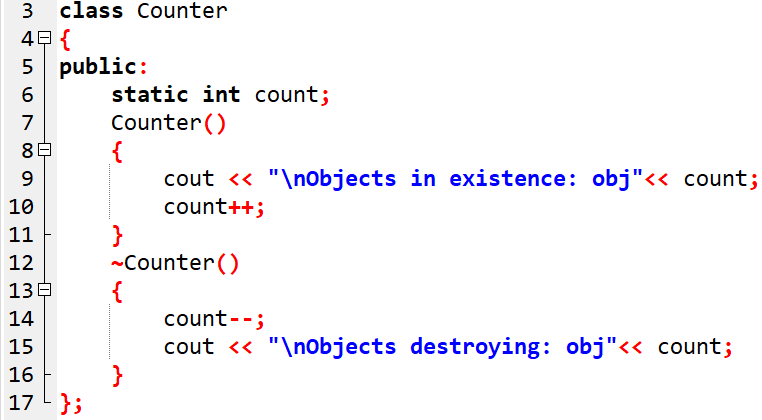 3 class Counter
4 {
5 public:
6     static int count;
7     Counter()
8     {
9         cout << "\nObjects in existence: obj"<< count;
10         count++;
11     }
12     ~Counter()
13     {
14         count--;
15         cout << "\nObjects destroying: obj"<< count;
16     }
17 };